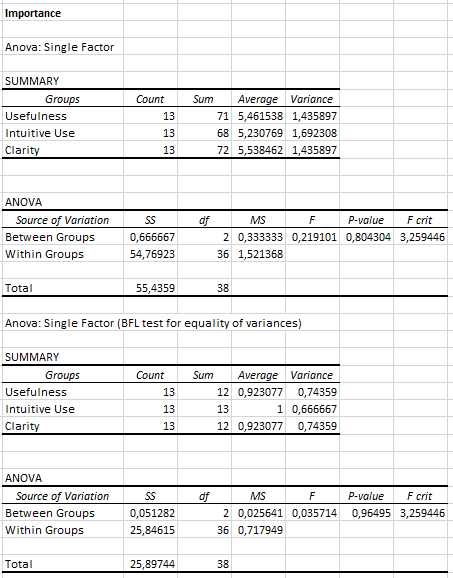 Importance
Anova: Single Factor
SUMMARY
Groups Count Sum Average Variance
Usefulness 13 71 5,461538 1,435897
Intuitive Use 13 68 5,230769 1,692308
Clarity 13 72 5,538462 1,435897
ANOVA
Source of Variation SS df MS F P-value F crit
Between Groups 0,666667 2 0,333333 0,219101 0,804304 3,259446
Within Groups 54,76923 36 1,521368
Total 55,4359 38
Anova: Single Factor (BFL test for equality of variances)
SUMMARY
Groups Count Sum Average Variance
Usefulness 13 12 0,923077 0,74359
Intuitive Use 13 13 1 0,666667
Clarity 13 12 0,923077 0,74359
ANOVA
Source of Variation SS df MS F P-value F crit
Between Groups 0,051282 2 0,025641 0,035714 0,96495 3,259446
Within Groups 25,84615 36 0,717949
Total 25,89744 38